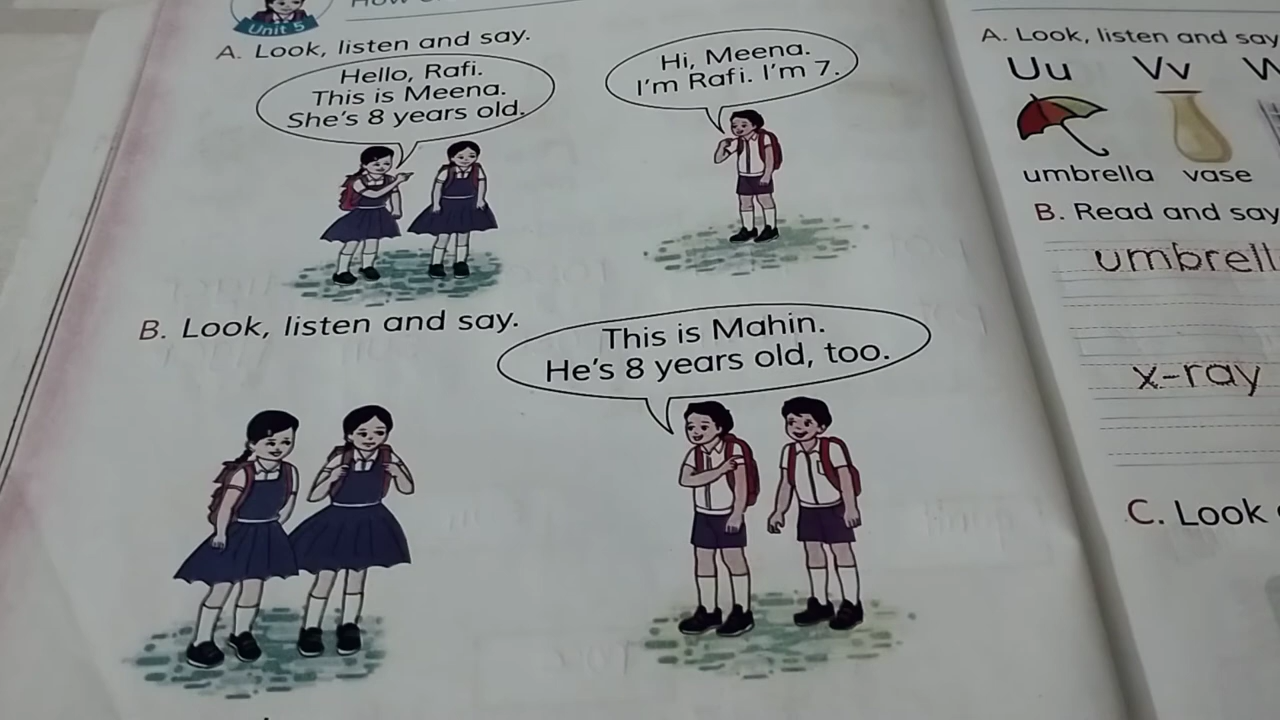 Unit 5
A. Look, listen and say.
Hello, Rafi.
This is Meena.
She's 8 years old.
Hi, Meena.
I'm Rafi. I'm 7.
B. Look, listen and say.
This is Mahin.
He's 8 years old, too.
A. Look, listen and say
Uu Vv
umbrella vase
B. Read and say
umbrell
x-ray
C. Look